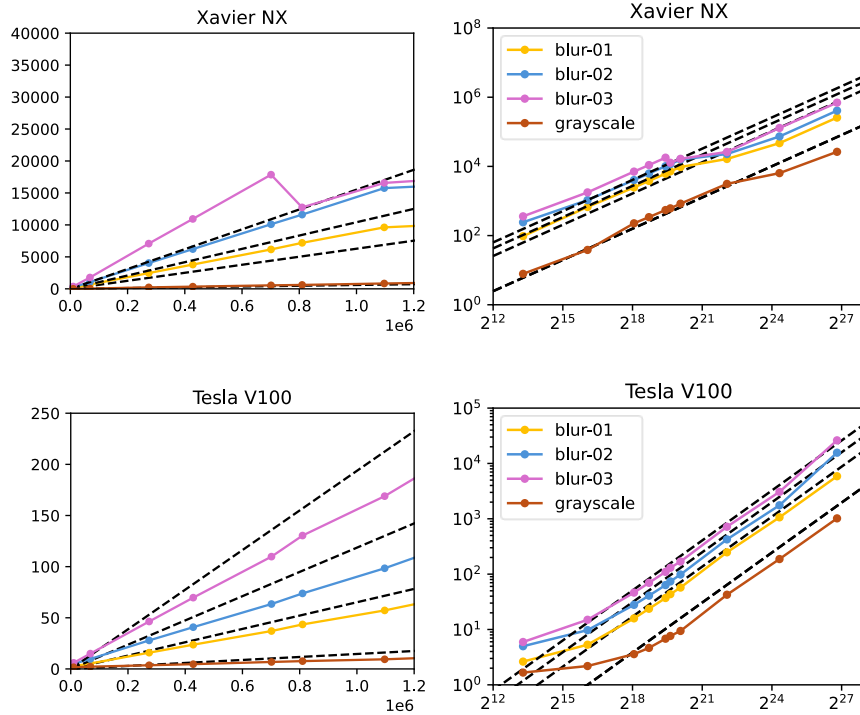 Xavier NX
40000
35000
30000
25000
20000
15000
10000
5000
0
0.0 0.2 0.4 0.6 0.8 1.0 1.2
1e6
Xavier NX
10^8
10^6
10^4
10^2
10^0
blur-01
blur-02
blur-03
grayscale
2^12 2^15 2^18 2^21 2^24 2^27
Tesla V100
250
200
150
100
50
0
0.0 0.2 0.4 0.6 0.8 1.0 1.2
1e6
Tesla V100
10^5
10^4
10^3
10^2
10^1
10^0
blur-01
blur-02
blur-03
grayscale
2^12 2^15 2^18 2^21 2^24 2^27